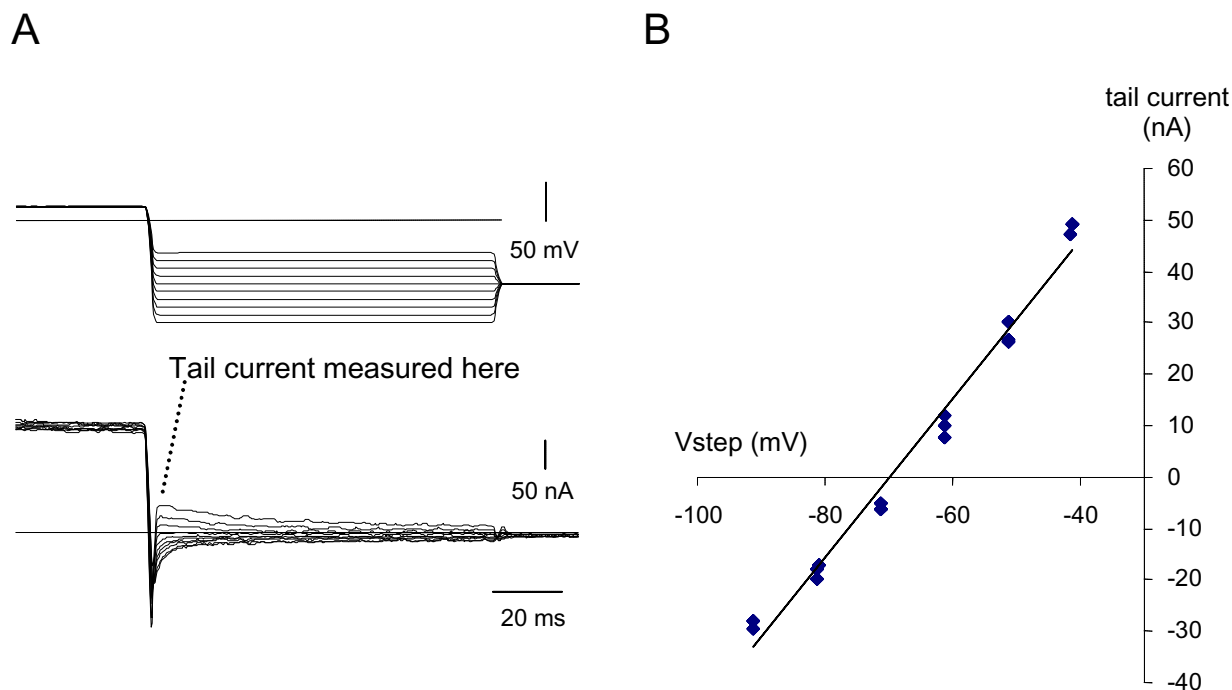 A
50 mV
Tail current measured here
50 nA
20 ms
B
tail current
(nA)
60
50
40
30
20
10
Vstep (mV)
0
-100
-80
-60
-40
-10
-20
-30
-40